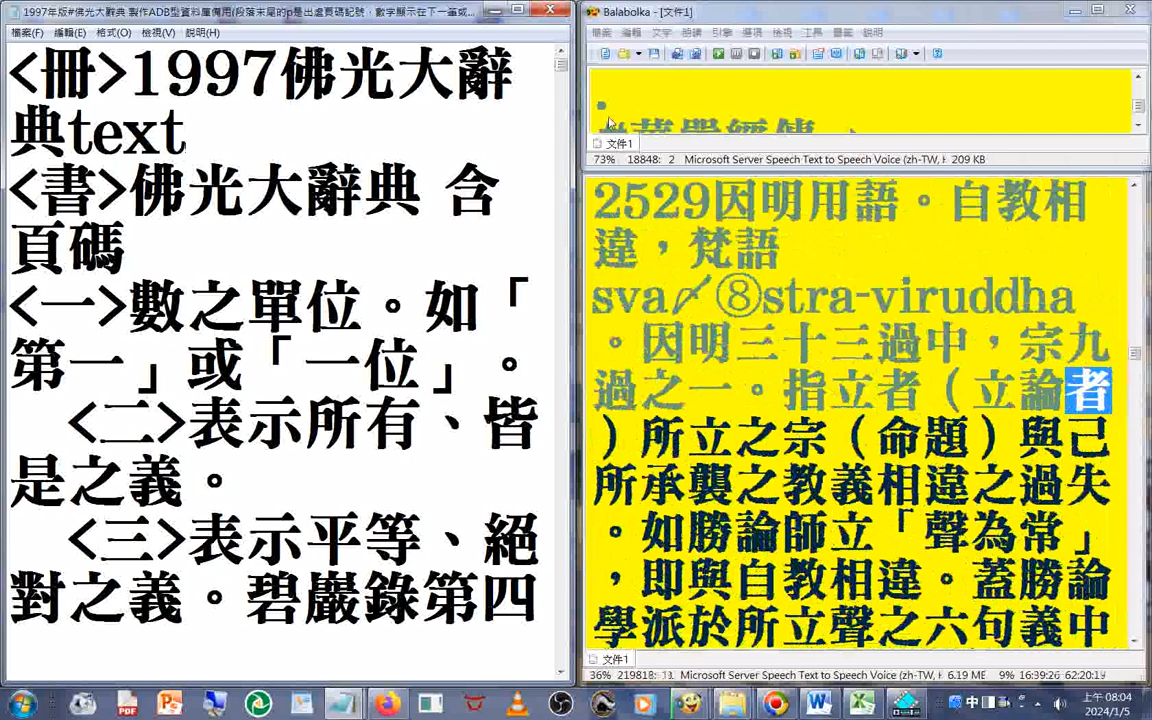 1997年版#佛光大辭典 製作ADB型資料庫備用(段落末尾的p是出處頁碼記號，數字顯示在下一筆或...
檔案(F) 編輯(E) 格式(O) 檢視(V) 說明(H)
<冊>1997佛光大辭
典text
<書>佛光大辭典 含
頁碼
<一>數之單位。如「
第一」或「一位」。
<二>表示所有、皆
是之義。
<三>表示平等、絕
對之義。碧巖錄第四
Balabolka - [文件1]
檔案 編輯 文字 朗讀 引擎 選項 檢視 工具 書籤 說明
文件1
73% 18848: 2 Microsoft Server Speech Text to Speech Voice (zh-TW, H 209 KB
2529因明用語。自教相
違，梵語
sva〆⑧stra-viruddha
。因明三十三過中，宗九
過之一。指立者（立論者
）所立之宗（命題）與己
所承襲之教義相違之過失
。如勝論師立「聲為常」
，即與自教相違。蓋勝論
學派於所立聲之六句義中
文件1
36% 219818: 11 Microsoft Server Speech Text to Speech Voice (zh-TW, H 6.19 ME 9% 16:39:26 62:20:19
中
上午 08:04
2024/1/5